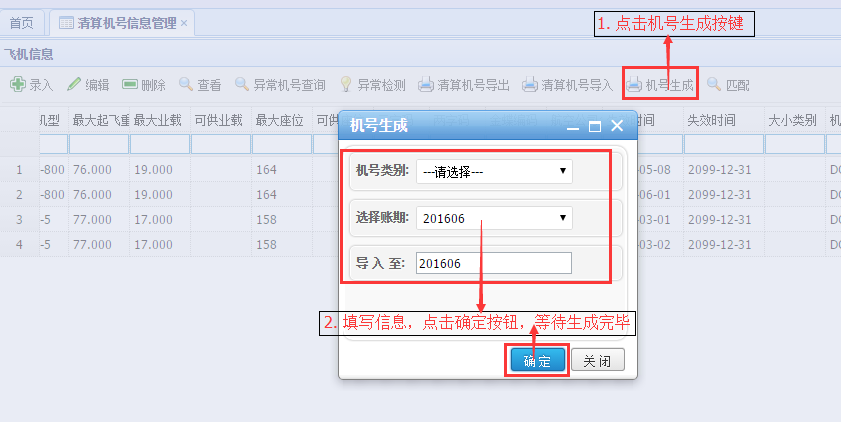 首页 清算机号信息管理 ×
1. 点击机号生成按键
飞机信息
录入 编辑 删除 查看 异常机号查询 异常检测 清算机号导出 清算机号导入 机号生成 匹配
机型 最大起飞重 最大业载 可供业载 最大座位 可供 时间 失效时间 大小类别 机
1 -800 76.000 19.000 164 -05-08 2099-12-31 DO
2 -800 76.000 19.000 164 -06-01 2099-12-31 DO
3 -5 77.000 17.000 158 -03-01 2099-12-31 DO
4 -5 77.000 17.000 158 -03-02 2099-12-31 DO
机号生成
机号类别: ---请选择---
选择账期: 201606
导 入 至: 201606
2. 填写信息，点击确定按钮，等待生成完毕
确 定 关 闭